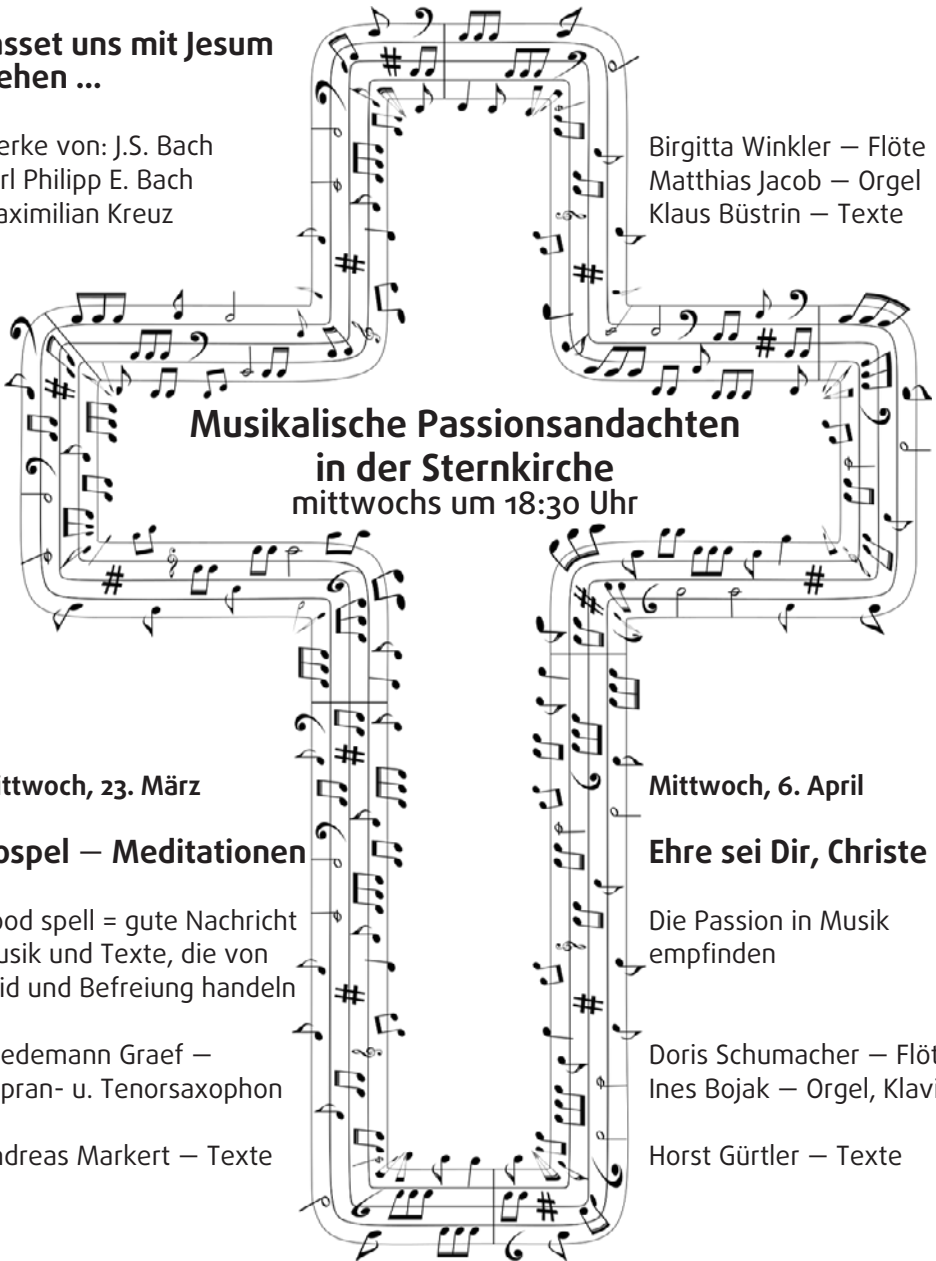 asset uns mit Jesum
ehen ...
erke von: J.S. Bach
rl Philipp E. Bach
aximilian Kreuz
Birgitta Winkler – Flöte
Matthias Jacob – Orgel
Klaus Büstrin – Texte
Musikalische Passionsandachten
in der Sternkirche
mittwochs um 18:30 Uhr
ittwoch, 23. März
ospel – Meditationen
ood spell = gute Nachricht
usik und Texte, die von
id und Befreiung handeln
iedemann Graef –
pran- u. Tenorsaxophon
ndreas Markert – Texte
Mittwoch, 6. April
Ehre sei Dir, Christe
Die Passion in Musik
empfinden
Doris Schumacher – Flöt
Ines Bojak – Orgel, Klavi
Horst Gürtler – Texte